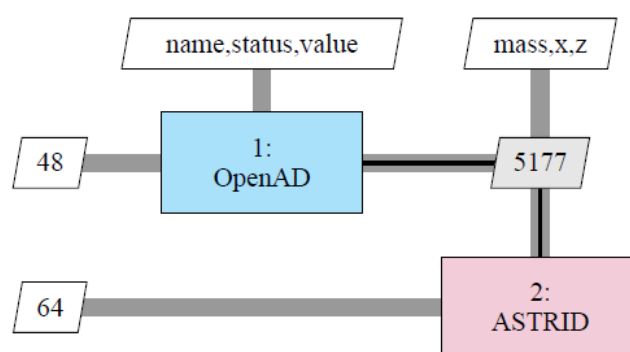 name,status,value
mass,x,z
48
1:
OpenAD
5177
64
2:
ASTRID